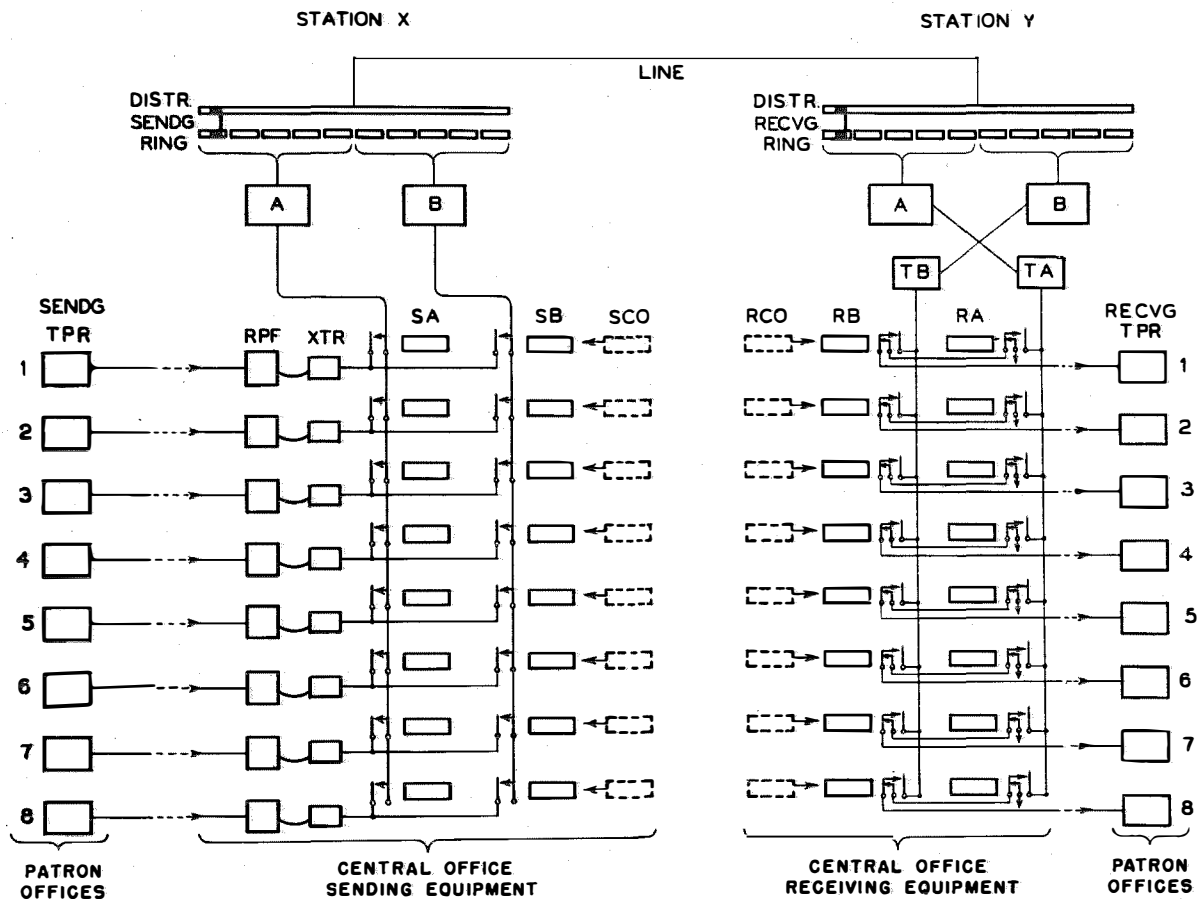 STATION X
STATION Y
LINE
DISTR.
SENDG
RING
DISTR.
RECVG
RING
A
B
A
B
TB
TA
SENDG
TPR
RPF
XTR
SA
SB
SCO
RCO
RB
RA
RECVG
TPR
1
1
2
2
3
3
4
4
5
5
6
6
7
7
8
8
PATRON
OFFICES
CENTRAL OFFICE
SENDING EQUIPMENT
CENTRAL OFFICE
RECEIVING EQUIPMENT
PATRON
OFFICES